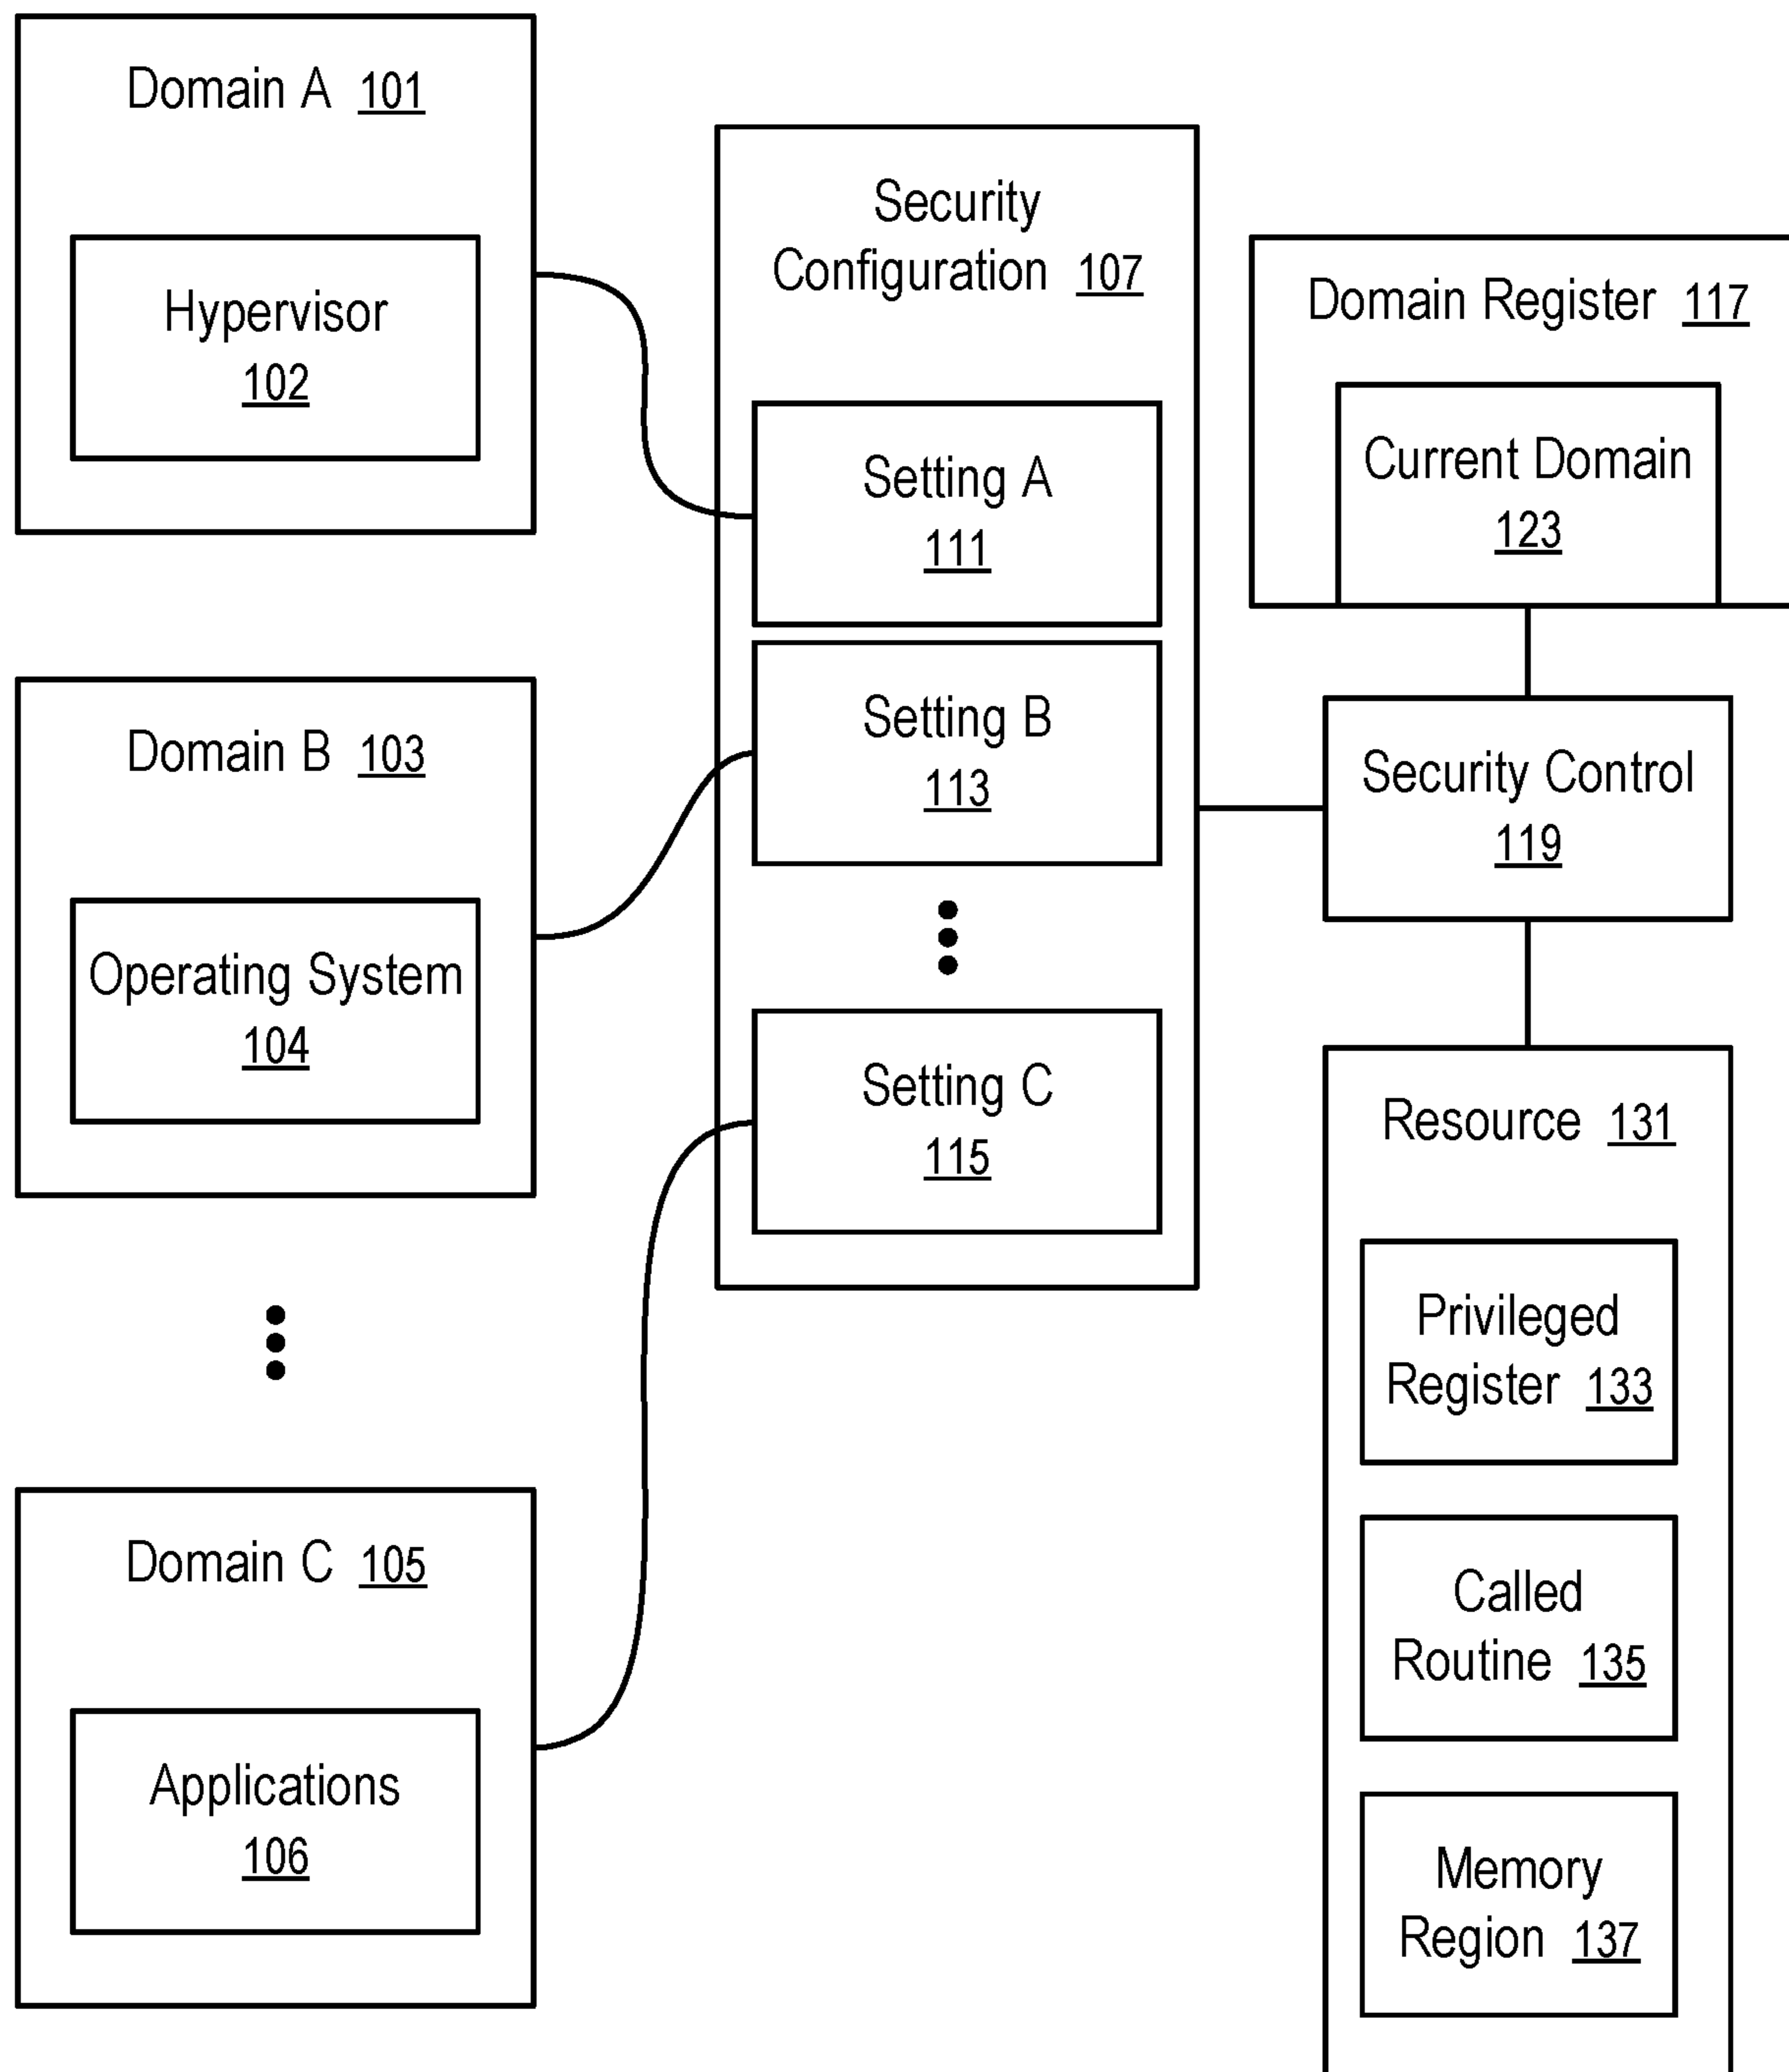 Domain A 101
Hypervisor
102
Domain B 103
Operating System
104
Domain C 105
Applications
106
Security
Configuration 107
Setting A
111
Setting B
113
Setting C
115
Domain Register 117
Current Domain
123
Security Control
119
Resource 131
Privileged
Register 133
Called
Routine 135
Memory
Region 137